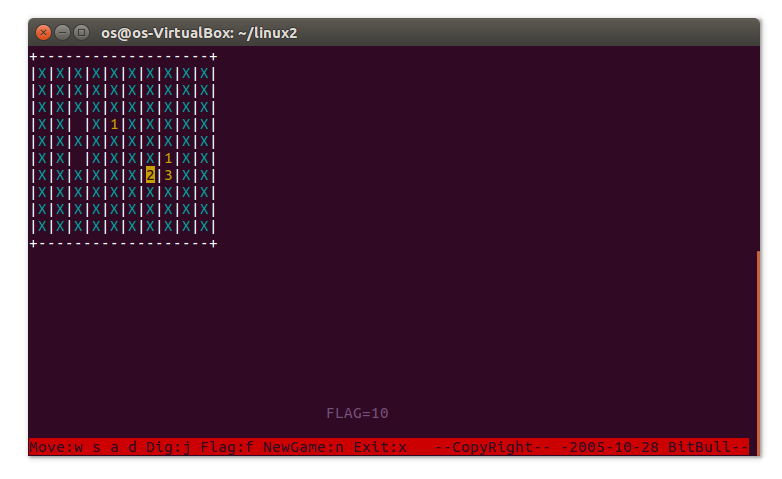 os@os-VirtualBox: ~/linux2
+-------------------+
|X|X|X|X|X|X|X|X|X|X|
|X|X|X|X|X|X|X|X|X|X|
|X|X|X|X|X|X|X|X|X|X|
|X|X| |X|1|X|X|X|X|X|
|X|X|X|X|X|X|X|X|X|X|
|X|X| |X|X|X|X|1|X|X|
|X|X|X|X|X|X|2|3|X|X|
|X|X|X|X|X|X|X|X|X|X|
|X|X|X|X|X|X|X|X|X|X|
|X|X|X|X|X|X|X|X|X|X|
+-------------------+
FLAG=10
Move:w s a d Dig:j Flag:f NewGame:n Exit:x   --CopyRight-- -2005-10-28 BitBull--